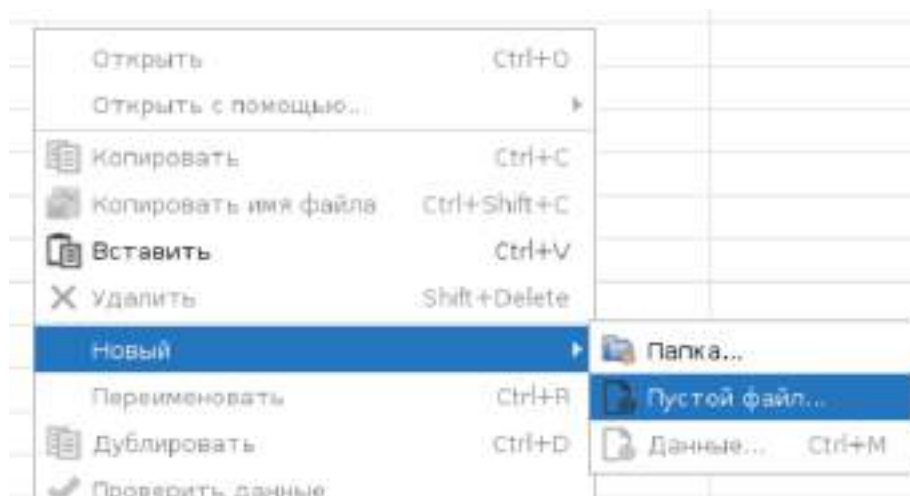 Открыть Ctrl+O
Открыть с помощью...
Копировать Ctrl+C
Копировать имя файла Ctrl+Shift+C
Вставить Ctrl+V
Удалить Shift+Delete
Новый
Папка...
Переименовать Ctrl+R
Пустой файл...
Дублировать Ctrl+D
Данные... Ctrl+M
Проверить данные